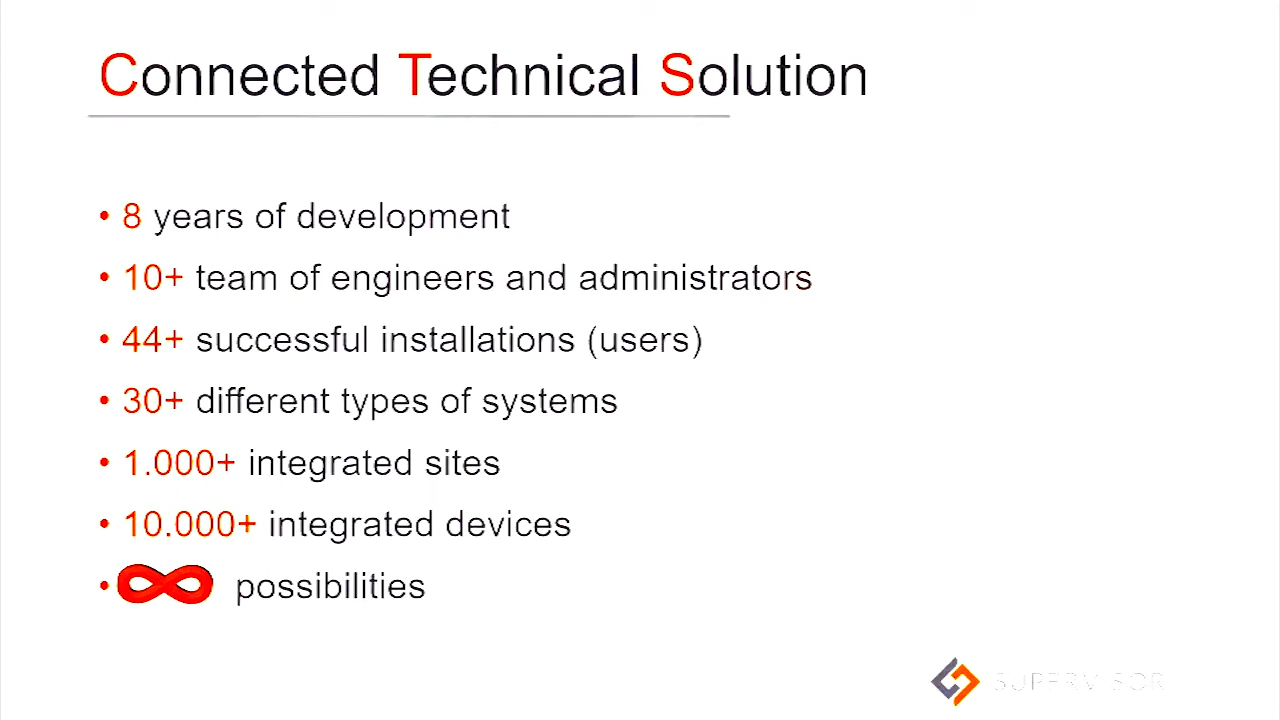 Connected Technical Solution
• 8 years of development
• 10+ team of engineers and administrators
• 44+ successful installations (users)
• 30+ different types of systems
• 1.000+ integrated sites
• 10.000+ integrated devices
• ∞ possibilities
SUPERVISOR